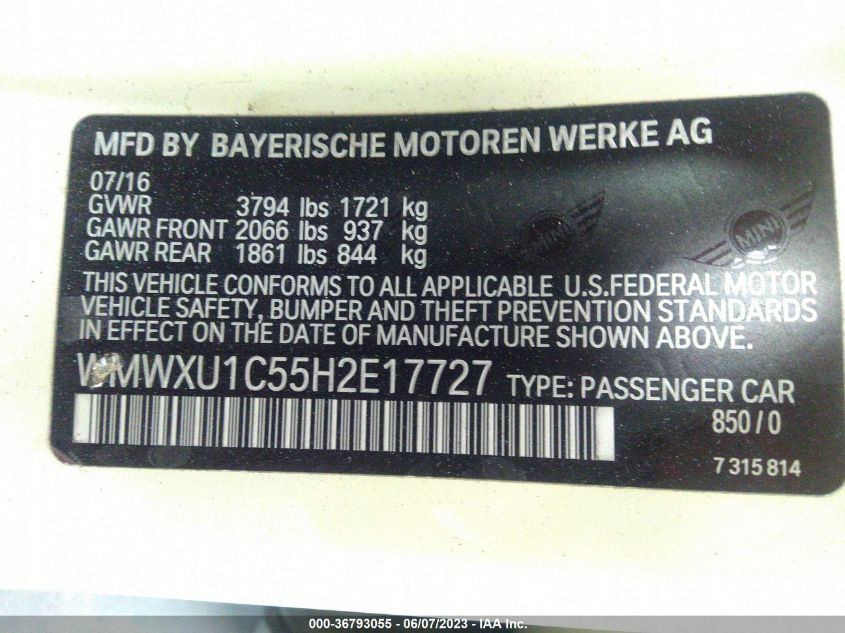 MFD BY BAYERISCHE MOTOREN WERKE AG
07/16
GVWR 3794 lbs 1721 kg
GAWR FRONT 2066 lbs 937 kg
GAWR REAR 1861 lbs 844 kg
MINI
MINI
THIS VEHICLE CONFORMS TO ALL APPLICABLE U.S.FEDERAL MOTOR
VEHICLE SAFETY, BUMPER AND THEFT PREVENTION STANDARDS
IN EFFECT ON THE DATE OF MANUFACTURE SHOWN ABOVE.
WMWXU1C55H2E17727 TYPE: PASSENGER CAR
850/0
7 315 814
000-36793055 - 06/07/2023 - IAA Inc.